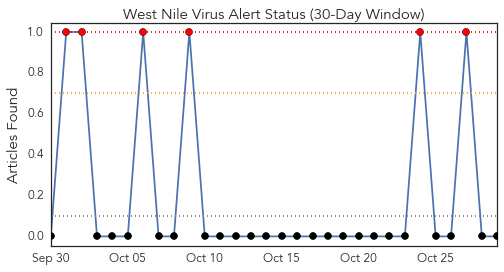 West Nile Virus Alert Status (30-Day Window)
Articles Found
1.0
0.8
0.6
0.4
0.2
0.0
Sep 30 Oct 05 Oct 10 Oct 15 Oct 20 Oct 25